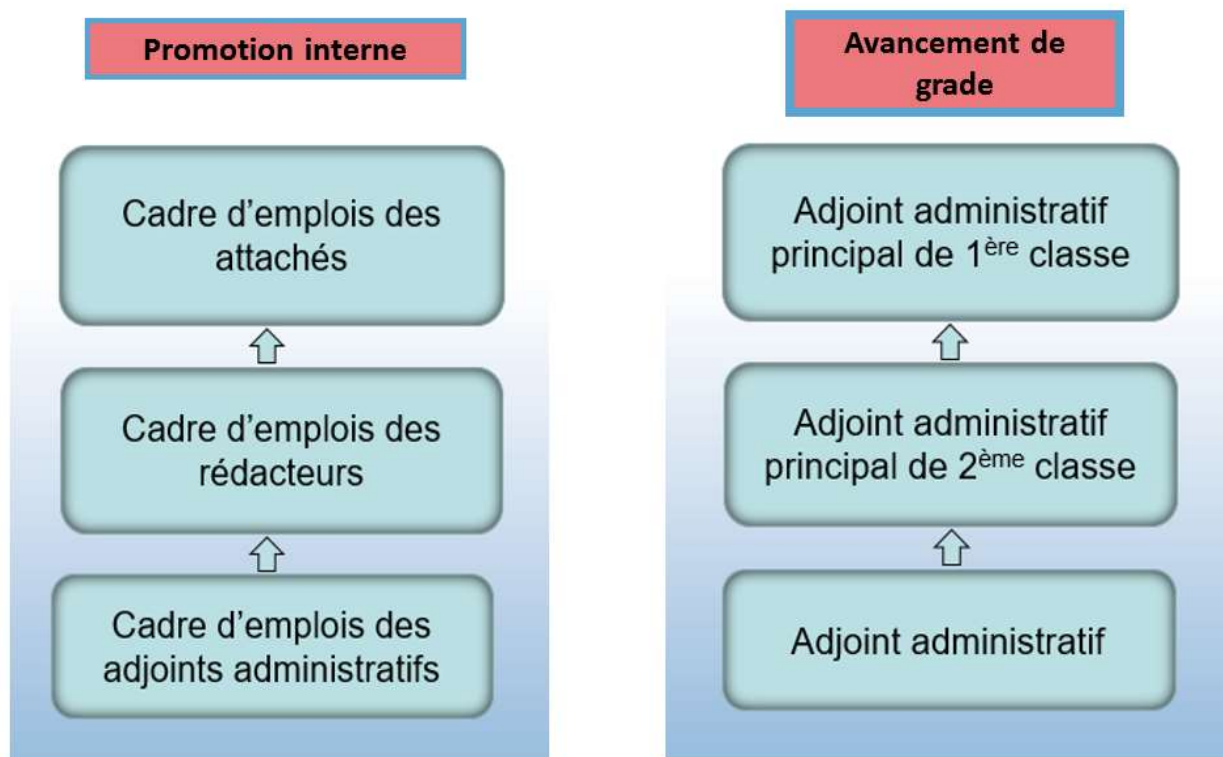 Promotion interne
Cadre d'emplois des
attachés
Cadre d'emplois des
rédacteurs
Cadre d'emplois des
adjoints administratifs
Avancement de
grade
Adjoint administratif
principal de 1ère classe
Adjoint administratif
principal de 2ème classe
Adjoint administratif